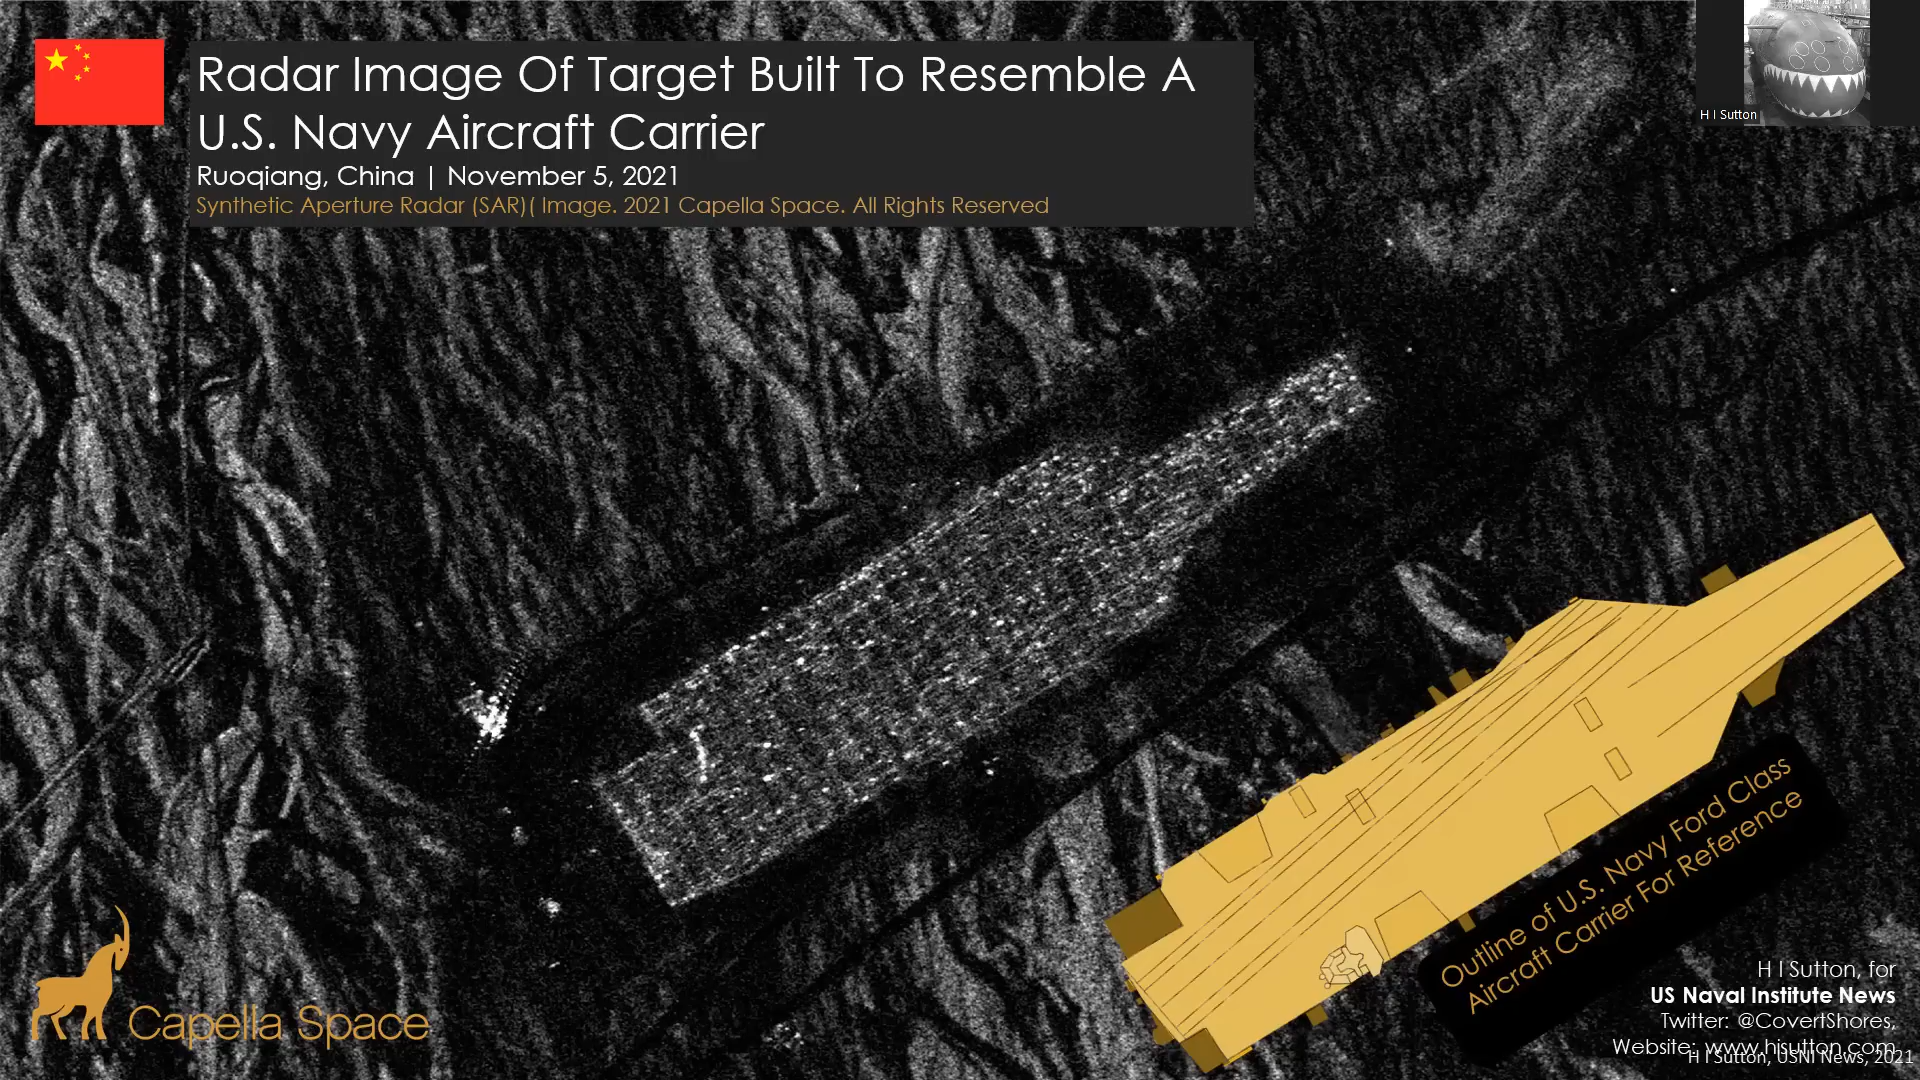 Radar Image Of Target Built To Resemble A
U.S. Navy Aircraft Carrier
Ruoqiang, China | November 5, 2021
Synthetic Aperture Radar (SAR)( Image. 2021 Capella Space. All Rights Reserved
H I Sutton
Outline of U.S. Navy Ford Class
Aircraft Carrier For Reference
Capella Space
H I Sutton, for
US Naval Institute News
Twitter: @CovertShores,
Website: www.hisutton.com
H I Sutton, USNI News, 2021